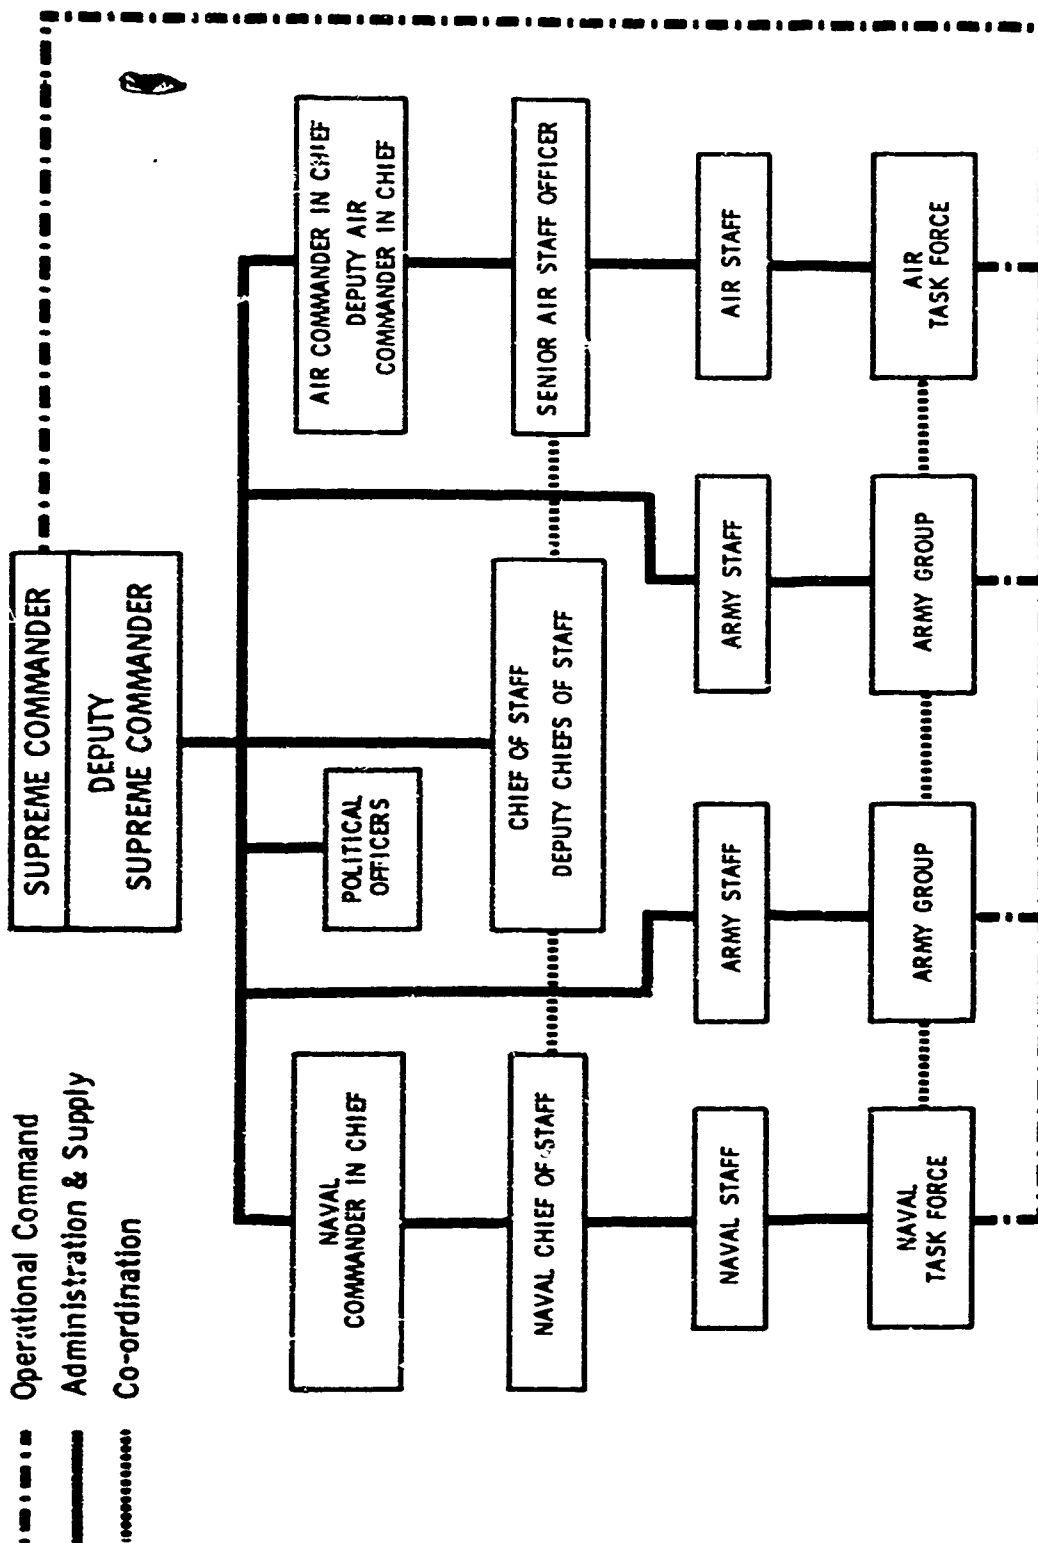 Operational Command
Administration & Supply
Co-ordination
SUPREME COMMANDER
DEPUTY
SUPREME COMMANDER
POLITICAL
OFFICERS
NAVAL
COMMANDER IN CHIEF
AIR COMMANDER IN CHIEF
DEPUTY AIR
COMMANDER IN CHIEF
NAVAL CHIEF OF STAFF
CHIEF OF STAFF
DEPUTY CHIEFS OF STAFF
SENIOR AIR STAFF OFFICER
NAVAL STAFF
ARMY STAFF
ARMY STAFF
AIR STAFF
NAVAL
TASK FORCE
ARMY GROUP
ARMY GROUP
AIR
TASK FORCE